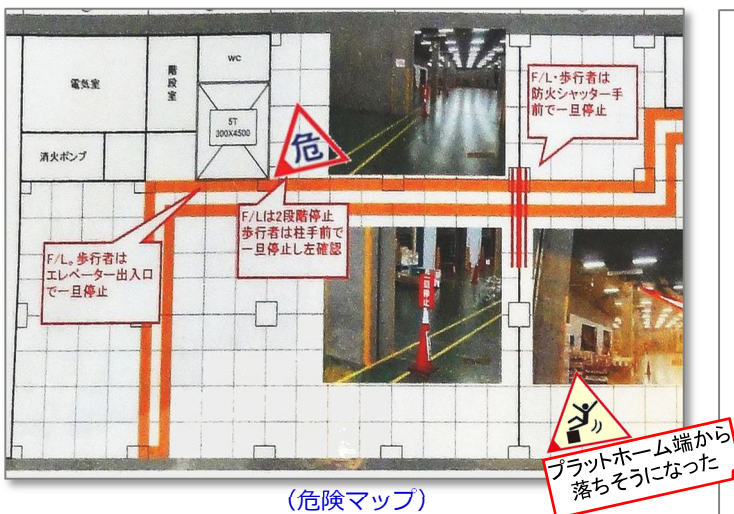 電気室
階
段
室
WC
5T
300X4500
消火ポンプ
危
F/L・歩行者は
防火シャッター手
前で一旦停止
F/Lは2段階停止
歩行者は柱手前で
一旦停止し左確認
F/L。歩行者は
エレベーター出入口
で一旦停止
一旦停止
プラットホーム端から
落ちそうになった
(危険マップ)